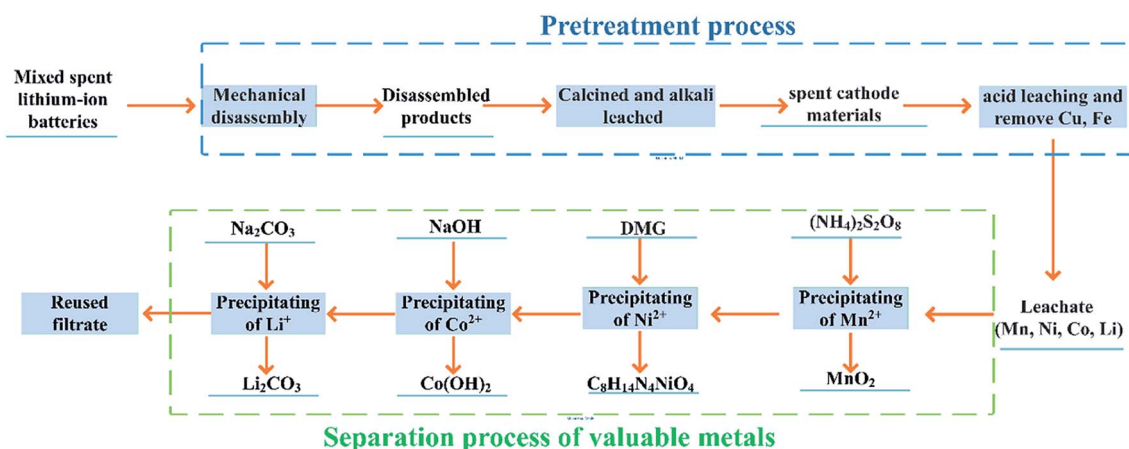 Pretreatment process
Mixed spent
lithium-ion
batteries
Mechanical
disassembly
Disassembled
products
Calcined and alkali
leached
spent cathode
materials
acid leaching and
remove Cu, Fe
Na₂CO₃
NaOH
DMG
(NH₄)₂S₂O₈
Reused
filtrate
Precipitating
of Li⁺
Precipitating
of Co²⁺
Precipitating
of Ni²⁺
Precipitating
of Mn²⁺
Leachate
(Mn, Ni, Co, Li)
Li₂CO₃
Co(OH)₂
C₈H₁₄N₄NiO₄
MnO₂
Separation process of valuable metals